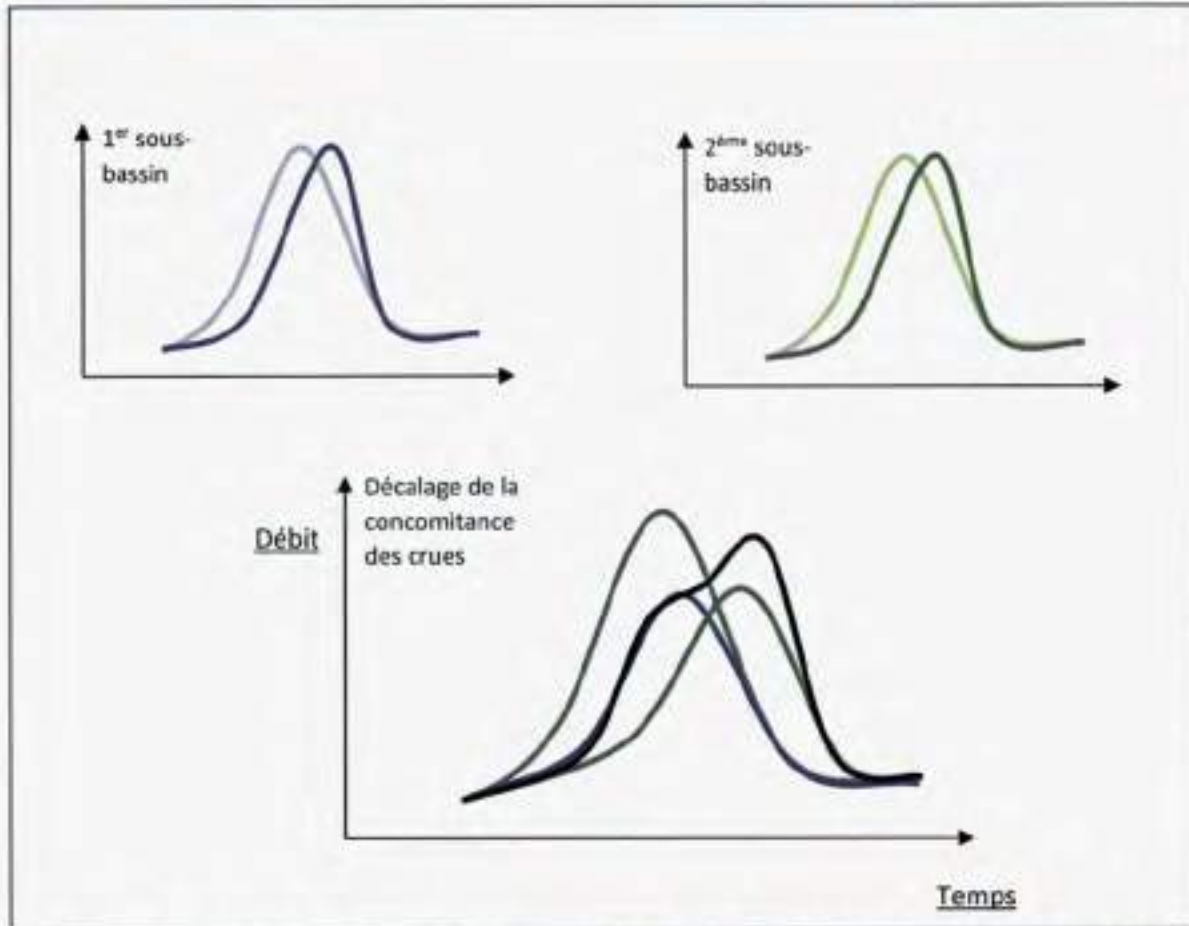 1er sous-
bassin
2ème sous-
bassin
Décalage de la
concomitance
des crues
Débit
Temps